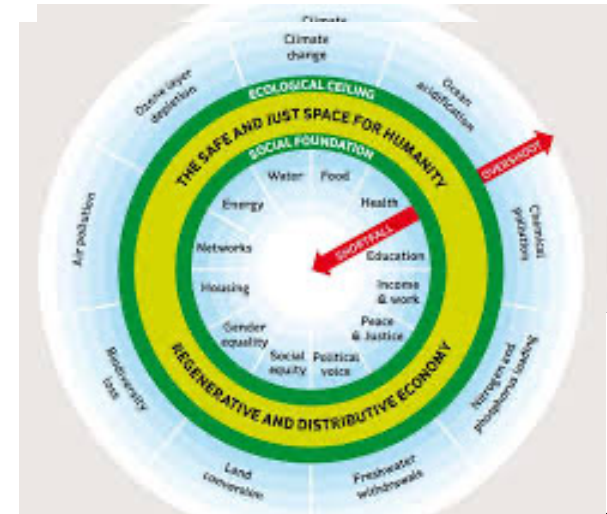 Climate
Climate
change
Ocean
acidification
Chemical
pollution
Nitrogen and
phosphorus loading
Freshwater
withdrawals
Land
conversion
Biodiversity
loss
Air pollution
Ozone layer
depletion
ECOLOGICAL CEILING
THE SAFE AND JUST SPACE FOR HUMANITY
SOCIAL FOUNDATION
OVERSHOOT
SHORTFALL
Water
Food
Health
Education
Income
& work
Peace
& Justice
Political
voice
Social
equity
Gender
equality
Housing
Networks
Energy
REGENERATIVE AND DISTRIBUTIVE ECONOMY